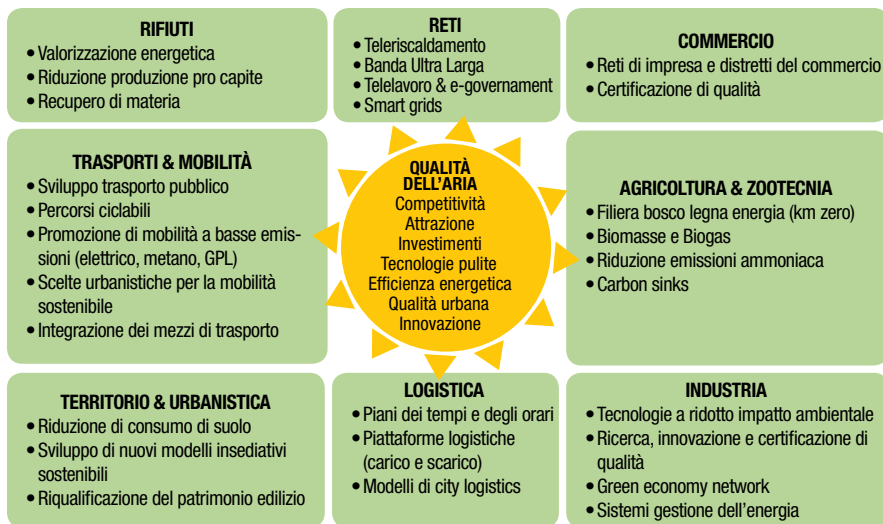 RIFIUTI
• Valorizzazione energetica
• Riduzione produzione pro capite
• Recupero di materia
RETI
• Teleriscaldamento
• Banda Ultra Larga
• Telelavoro & e-governament
• Smart grids
COMMERCIO
• Reti di impresa e distretti del commercio
• Certificazione di qualità
TRASPORTI & MOBILITÀ
• Sviluppo trasporto pubblico
• Percorsi ciclabili
• Promozione di mobilità a basse emis-
sioni (elettrico, metano, GPL)
• Scelte urbanistiche per la mobilità
sostenibile
• Integrazione dei mezzi di trasporto
QUALITÀ
DELL'ARIA
Competitività
Attrazione
Investimenti
Tecnologie pulite
Efficienza energetica
Qualità urbana
Innovazione
AGRICOLTURA & ZOOTECNIA
• Filiera bosco legna energia (km zero)
• Biomasse e Biogas
• Riduzione emissioni ammoniaca
• Carbon sinks
TERRITORIO & URBANISTICA
• Riduzione di consumo di suolo
• Sviluppo di nuovi modelli insediativi
sostenibili
• Riqualificazione del patrimonio edilizio
LOGISTICA
• Piani dei tempi e degli orari
• Piattaforme logistiche
(carico e scarico)
• Modelli di city logistics
INDUSTRIA
• Tecnologie a ridotto impatto ambientale
• Ricerca, innovazione e certificazione di
qualità
• Green economy network
• Sistemi gestione dell'energia